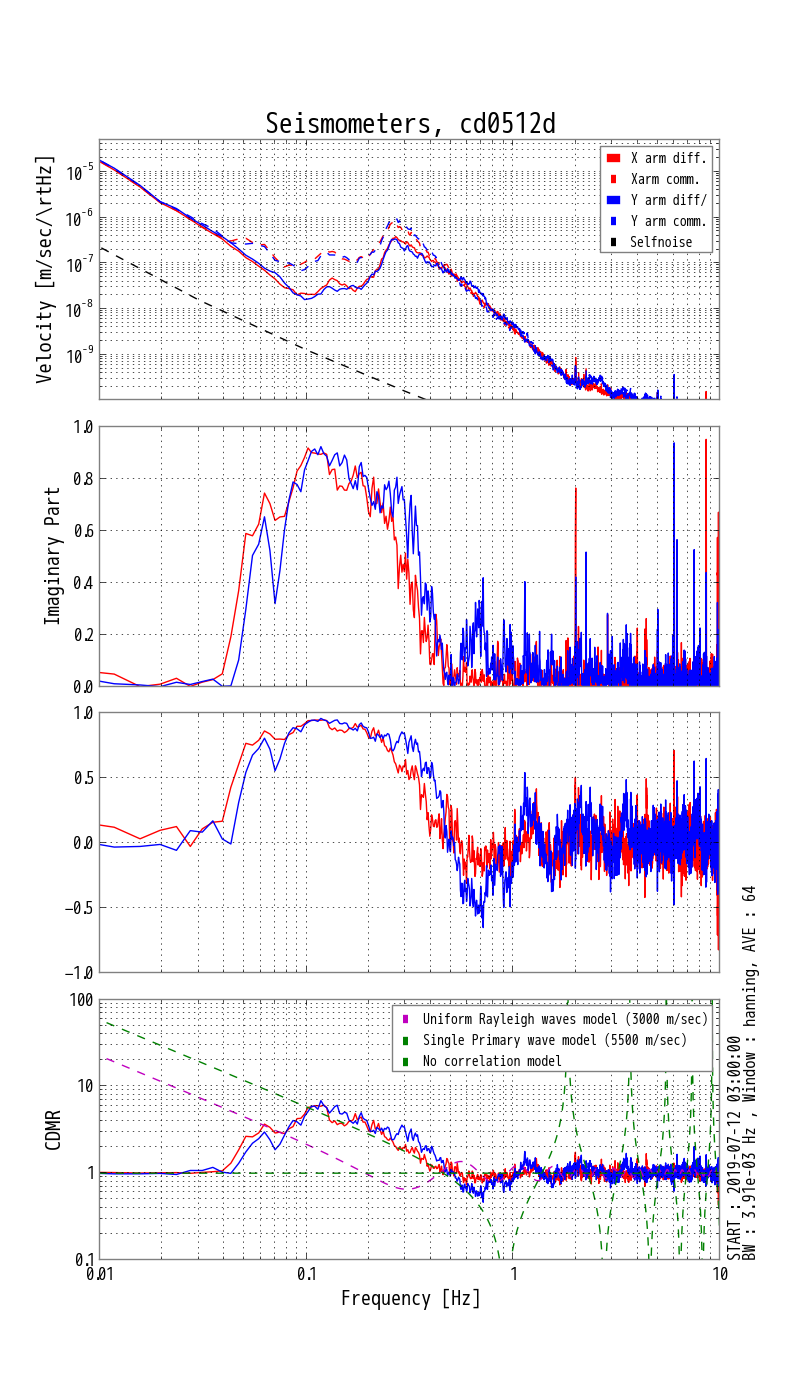 Seismometers, cd0512d
Velocity [m/sec/\rtHz]
10^-5
10^-6
10^-7
10^-8
10^-9
X arm diff.
Xarm comm.
Y arm diff/
Y arm comm.
Selfnoise
Imaginary Part
1.0
0.8
0.6
0.4
0.2
0.0
1.0
0.5
0.0
−0.5
−1.0
CDMR
100
10
1
0.1
Uniform Rayleigh waves model (3000 m/sec)
Single Primary wave model (5500 m/sec)
No correlation model
0.01
0.1
1
10
Frequency [Hz]
START : 2019-07-12 03:00:00
BW : 3.91e-03 Hz , Window : hanning, AVE : 64